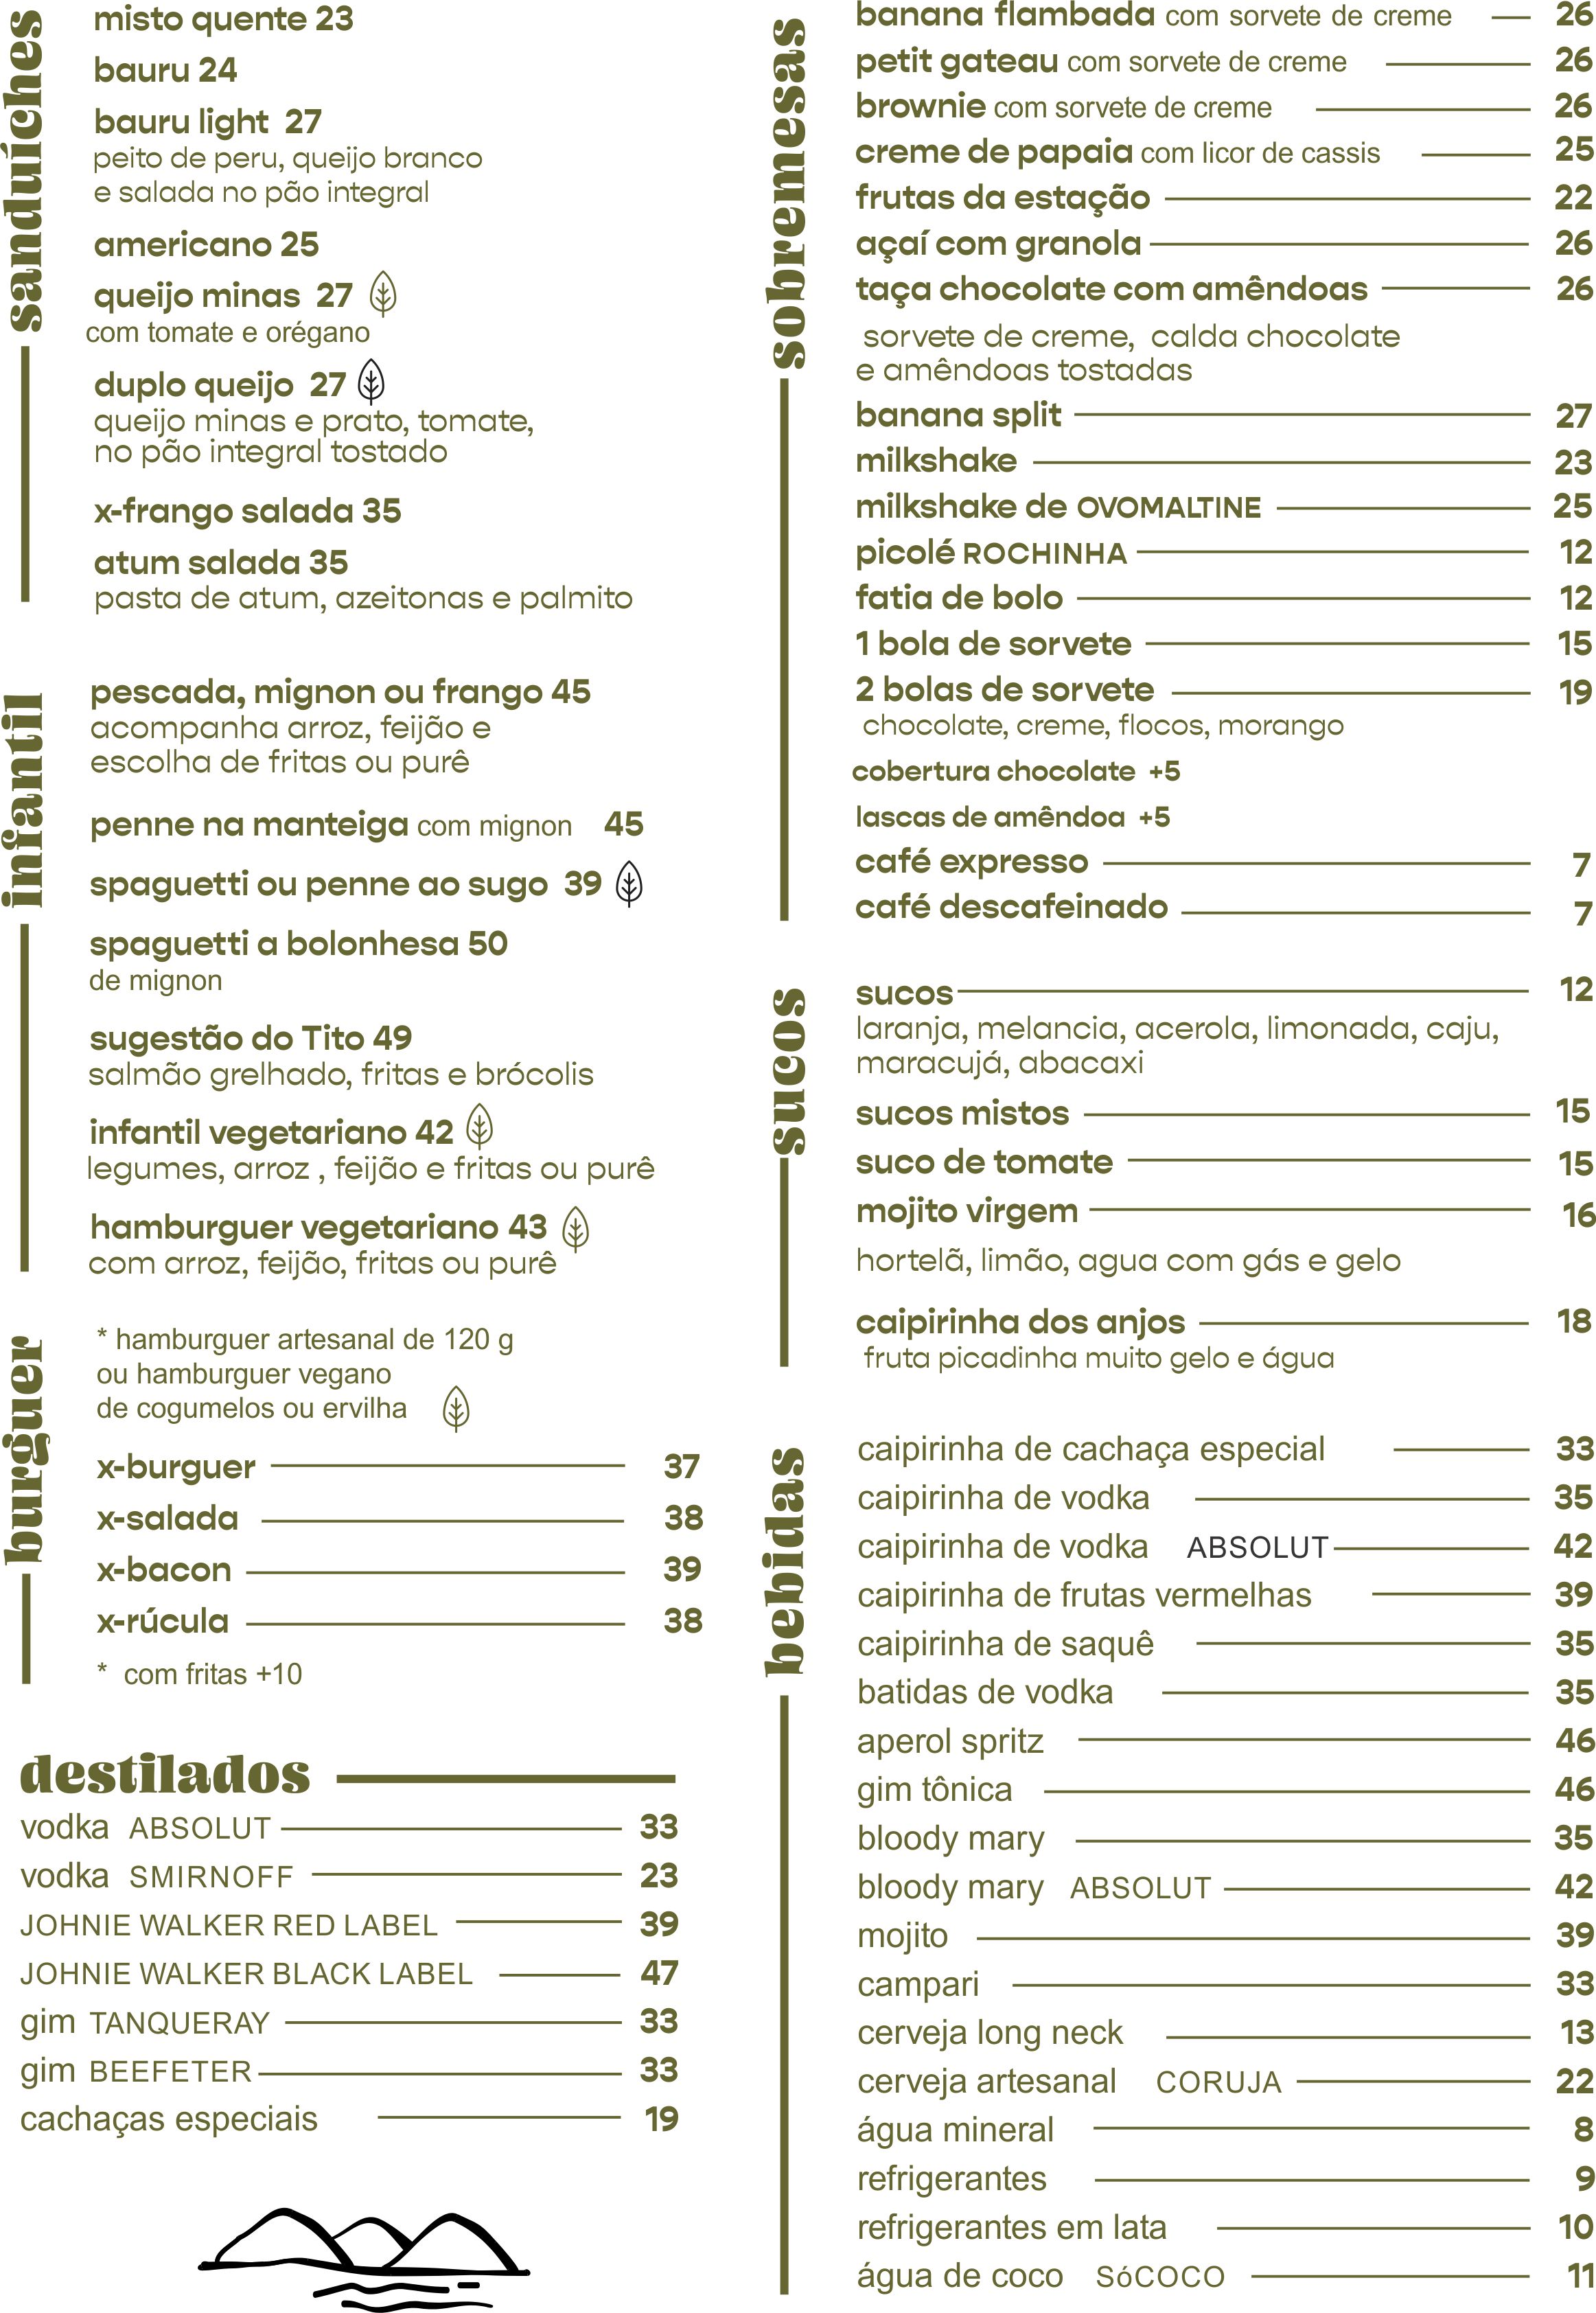 sanduíches
misto quente 23
bauru 24
bauru light 27
peito de peru, queijo branco
e salada no pão integral
americano 25
queijo minas 27
com tomate e orégano
duplo queijo 27
queijo minas e prato, tomate,
no pão integral tostado
x-frango salada 35
atum salada 35
pasta de atum, azeitonas e palmito
infantil
pescada, mignon ou frango 45
acompanha arroz, feijão e
escolha de fritas ou purê
penne na manteiga com mignon 45
spaguetti ou penne ao sugo 39
spaguetti a bolonhesa 50
de mignon
sugestão do Tito 49
salmão grelhado, fritas e brócolis
infantil vegetariano 42
legumes, arroz , feijão e fritas ou purê
hamburguer vegetariano 43
com arroz, feijão, fritas ou purê
burguer
* hamburguer artesanal de 120 g
ou hamburguer vegano
de cogumelos ou ervilha
x-burguer 37
x-salada 38
x-bacon 39
x-rúcula 38
* com fritas +10
destilados
vodka ABSOLUT 33
vodka SMIRNOFF 23
JOHNIE WALKER RED LABEL 39
JOHNIE WALKER BLACK LABEL 47
gim TANQUERAY 33
gim BEEFETER 33
cachaças especiais 19
sobremesas
banana flambada com sorvete de creme 26
petit gateau com sorvete de creme 26
brownie com sorvete de creme 26
creme de papaia com licor de cassis 25
frutas da estação 22
açaí com granola 26
taça chocolate com amêndoas 26
sorvete de creme, calda chocolate
e amêndoas tostadas
banana split 27
milkshake 23
milkshake de OVOMALTINE 25
picolé ROCHINHA 12
fatia de bolo 12
1 bola de sorvete 15
2 bolas de sorvete 19
chocolate, creme, flocos, morango
cobertura chocolate +5
lascas de amêndoa +5
café expresso 7
café descafeinado 7
sucos
sucos 12
laranja, melancia, acerola, limonada, caju,
maracujá, abacaxi
sucos mistos 15
suco de tomate 15
mojito virgem 16
hortelã, limão, agua com gás e gelo
caipirinha dos anjos 18
fruta picadinha muito gelo e água
bebidas
caipirinha de cachaça especial 33
caipirinha de vodka 35
caipirinha de vodka ABSOLUT 42
caipirinha de frutas vermelhas 39
caipirinha de saquê 35
batidas de vodka 35
aperol spritz 46
gim tônica 46
bloody mary 35
bloody mary ABSOLUT 42
mojito 39
campari 33
cerveja long neck 13
cerveja artesanal CORUJA 22
água mineral 8
refrigerantes 9
refrigerantes em lata 10
água de coco SóCOCO 11